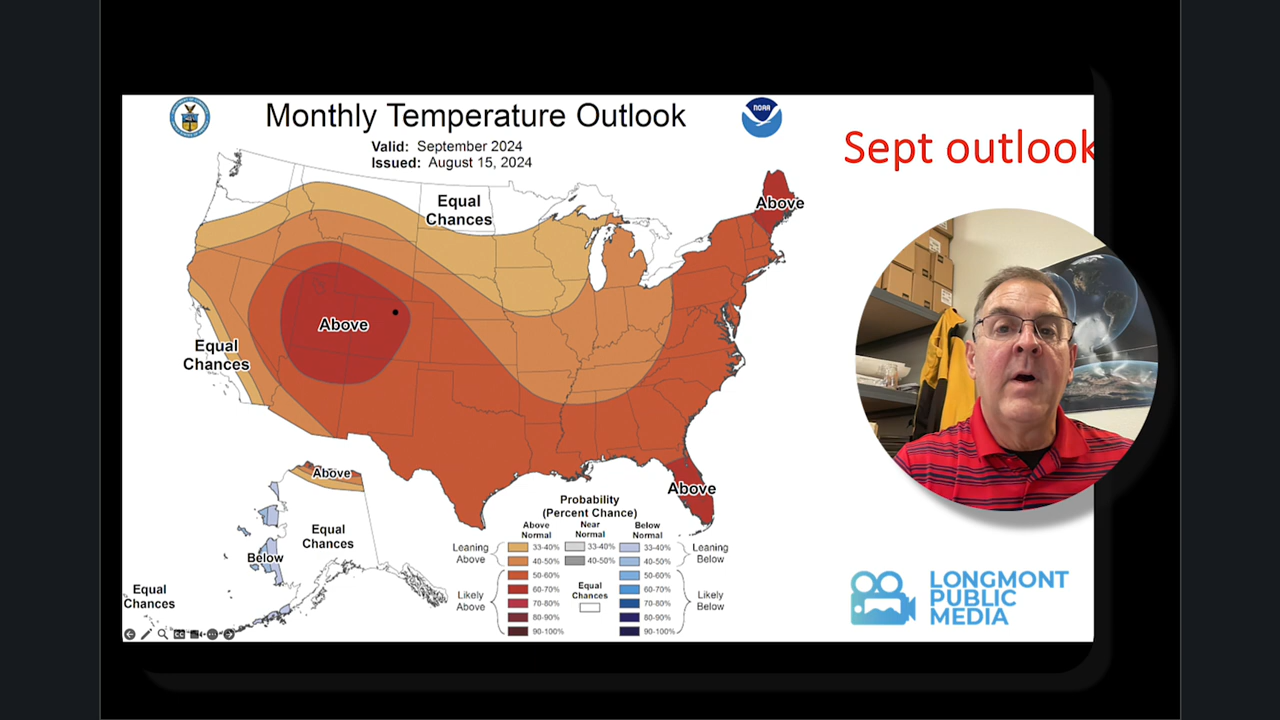 Monthly Temperature Outlook
NOAA
Valid: September 2024
Issued: August 15, 2024
Sept outlook
Equal
Chances
Above
Above
Equal
Chances
Above
Above
Equal
Chances
Below
Equal
Chances
Probability
(Percent Chance)
Above
Normal
Near
Normal
Below
Normal
Leaning
Above
33-40%
33-40%
33-40%
Leaning
Below
40-50%
40-50%
40-50%
Likely
Above
50-60%
50-60%
Equal
Chances
60-70%
60-70%
70-80%
70-80%
Likely
Below
80-90%
80-90%
90-100%
90-100%
LONGMONT
PUBLIC
MEDIA